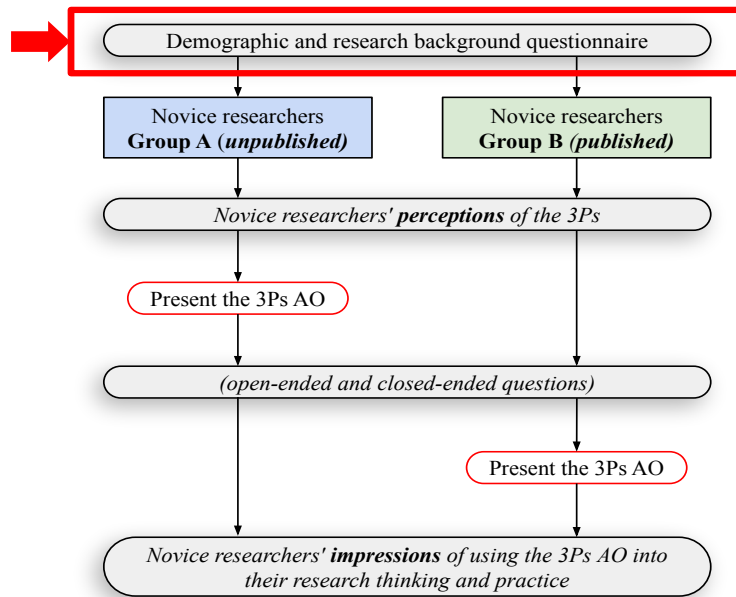 Demographic and research background questionnaire
Novice researchers
Group A (unpublished)
Novice researchers
Group B (published)
Novice researchers' perceptions of the 3Ps
Present the 3Ps AO
(open-ended and closed-ended questions)
Present the 3Ps AO
Novice researchers' impressions of using the 3Ps AO into
their research thinking and practice